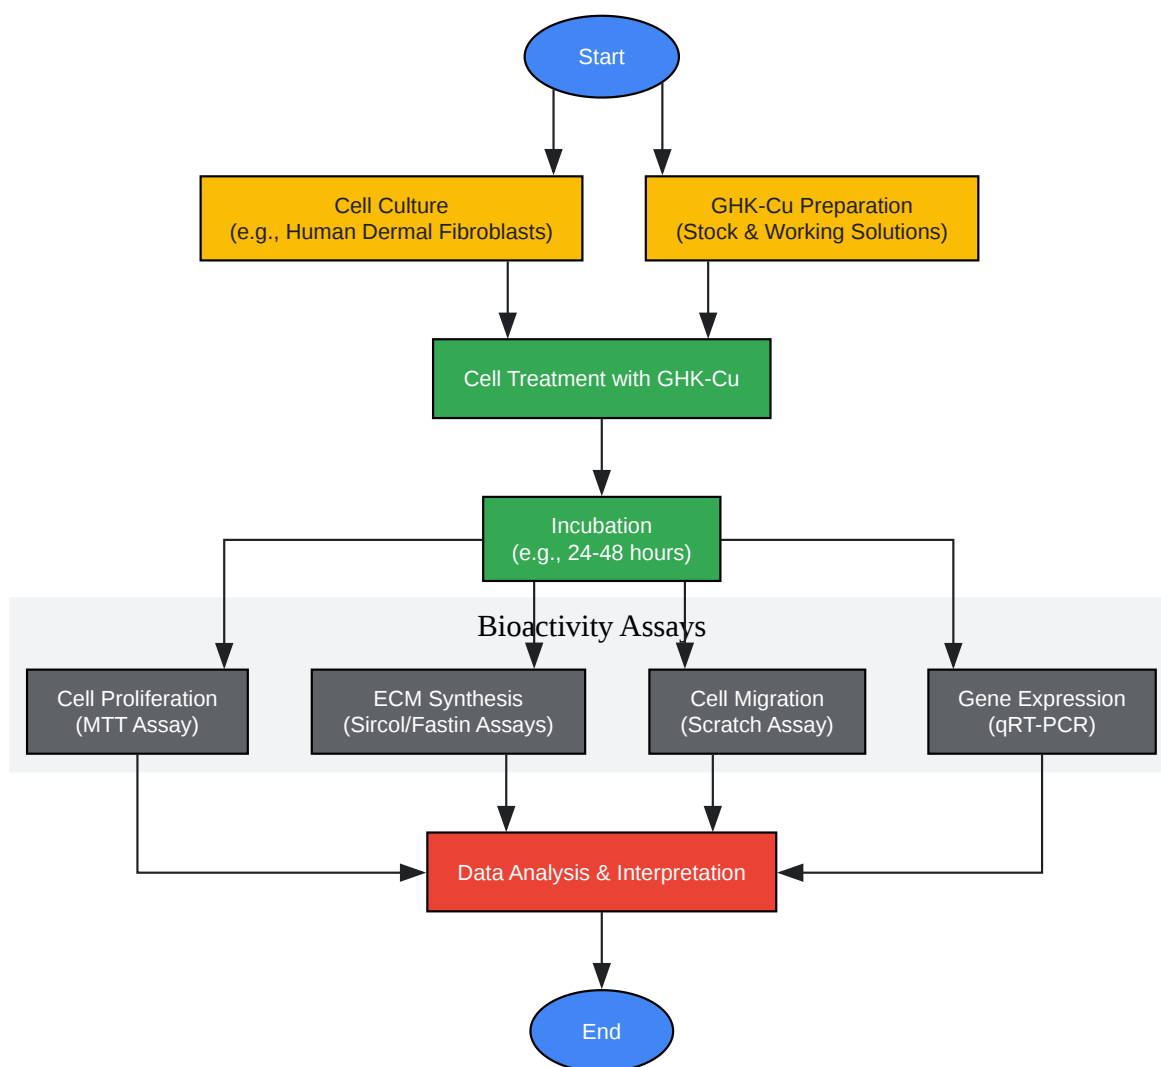 Start
Cell Culture
(e.g., Human Dermal Fibroblasts)
GHK-Cu Preparation
(Stock & Working Solutions)
Cell Treatment with GHK-Cu
Incubation
(e.g., 24-48 hours)
Bioactivity Assays
Cell Proliferation
(MTT Assay)
ECM Synthesis
(Sircol/Fastin Assays)
Cell Migration
(Scratch Assay)
Gene Expression
(qRT-PCR)
Data Analysis & Interpretation
End